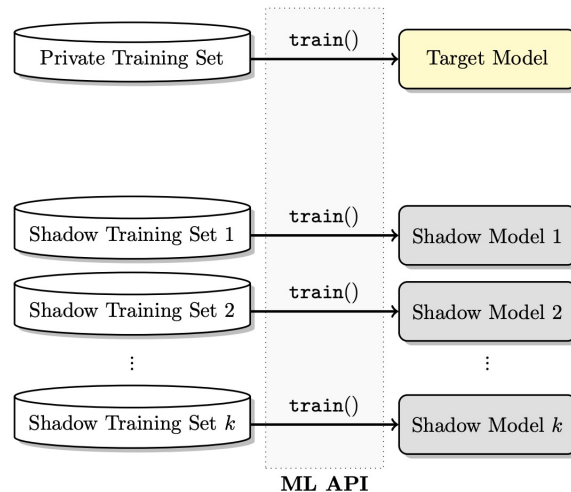 Private Training Set
train()
Target Model
Shadow Training Set 1
train()
Shadow Model 1
Shadow Training Set 2
train()
Shadow Model 2
⋮
⋮
Shadow Training Set k
train()
Shadow Model k
ML API